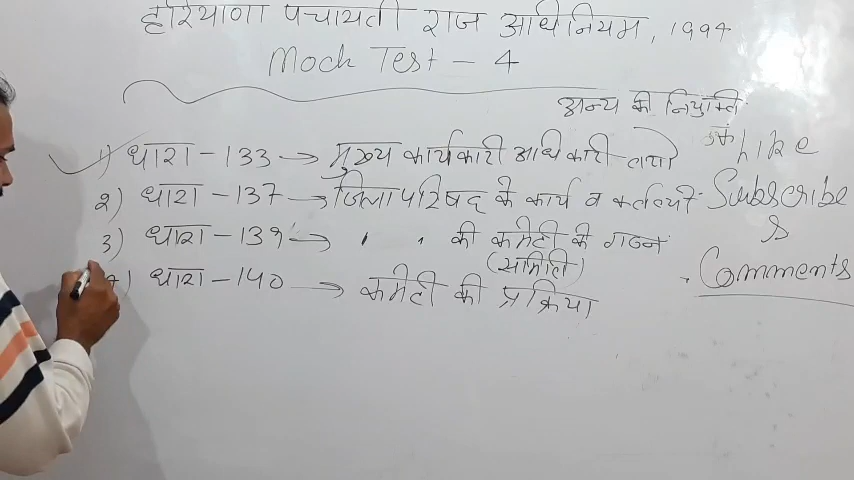 हरियाणा पंचायती राज अधिनियम, 1994
Mock Test - 4
अन्य की नियुक्ति
1) धारा - 133 → मुख्य कार्यकारी अधिकारी तथा
Like
2) धारा - 137 → जिला परिषद के कार्य व कर्तव्य
Subscribe
3) धारा - 139 → " " की कमेटी के गठन
(समिति)
&
4) धारा - 140 → कमेटी की प्रक्रिया
Comments